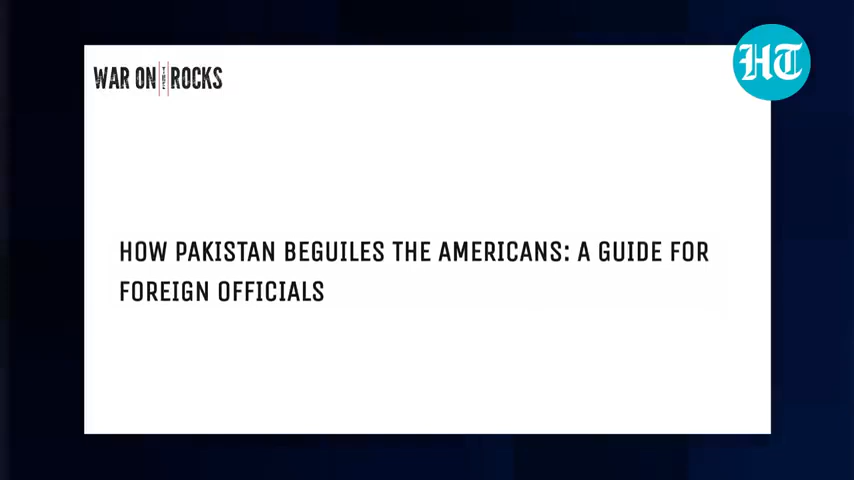 WAR ON THE ROCKS
HT
HOW PAKISTAN BEGUILES THE AMERICANS: A GUIDE FOR
FOREIGN OFFICIALS